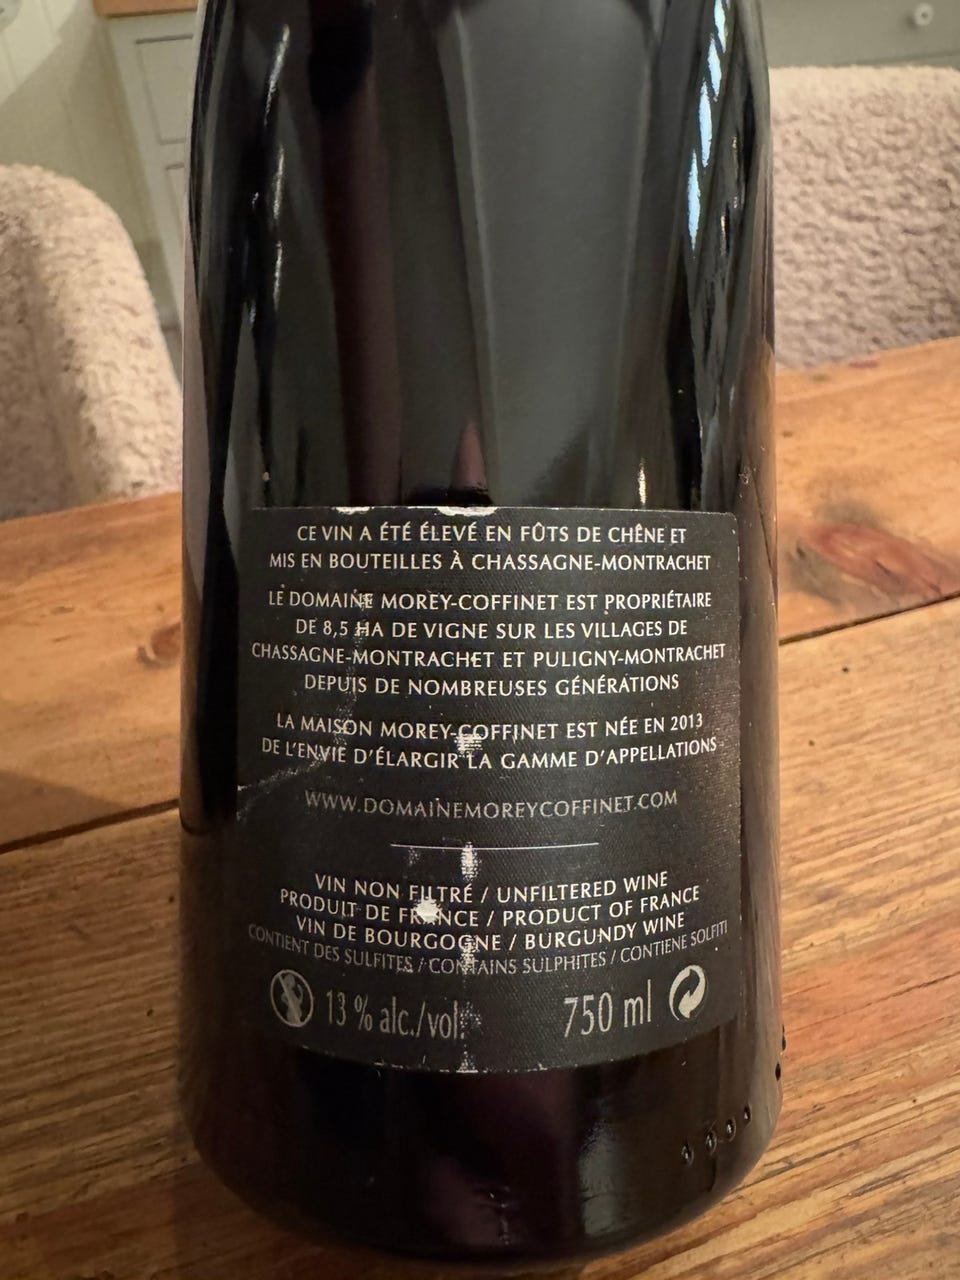 CE VIN A ÉTÉ ÉLEVÉ EN FÛTS DE CHÊNE ET
MIS EN BOUTEILLES À CHASSAGNE-MONTRACHET
LE DOMAINE MOREY-COFFINET EST PROPRIÉTAIRE
DE 8,5 HA DE VIGNE SUR LES VILLAGES DE
CHASSAGNE-MONTRACHET ET PULIGNY-MONTRACHET
DEPUIS DE NOMBREUSES GÉNÉRATIONS
LA MAISON MOREY-COFFINET EST NÉE EN 2013
DE L'ENVIE D'ÉLARGIR LA GAMME D'APPELLATIONS
WWW.DOMAINEMOREYCOFFINET.COM
VIN NON FILTRÉ / UNFILTERED WINE
PRODUIT DE FRANCE / PRODUCT OF FRANCE
VIN DE BOURGOGNE / BURGUNDY WINE
CONTIENT DES SULFITES / CONTAINS SULPHITES / CONTIENE SOLFITI
13 % alc./vol. 750 ml